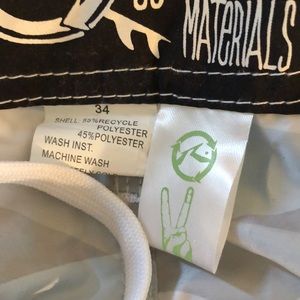 MATERIALS
34
SHELL: 55%RECYCLE
POLYESTER
45%POLYESTER
WASH INST.
MACHINE WASH